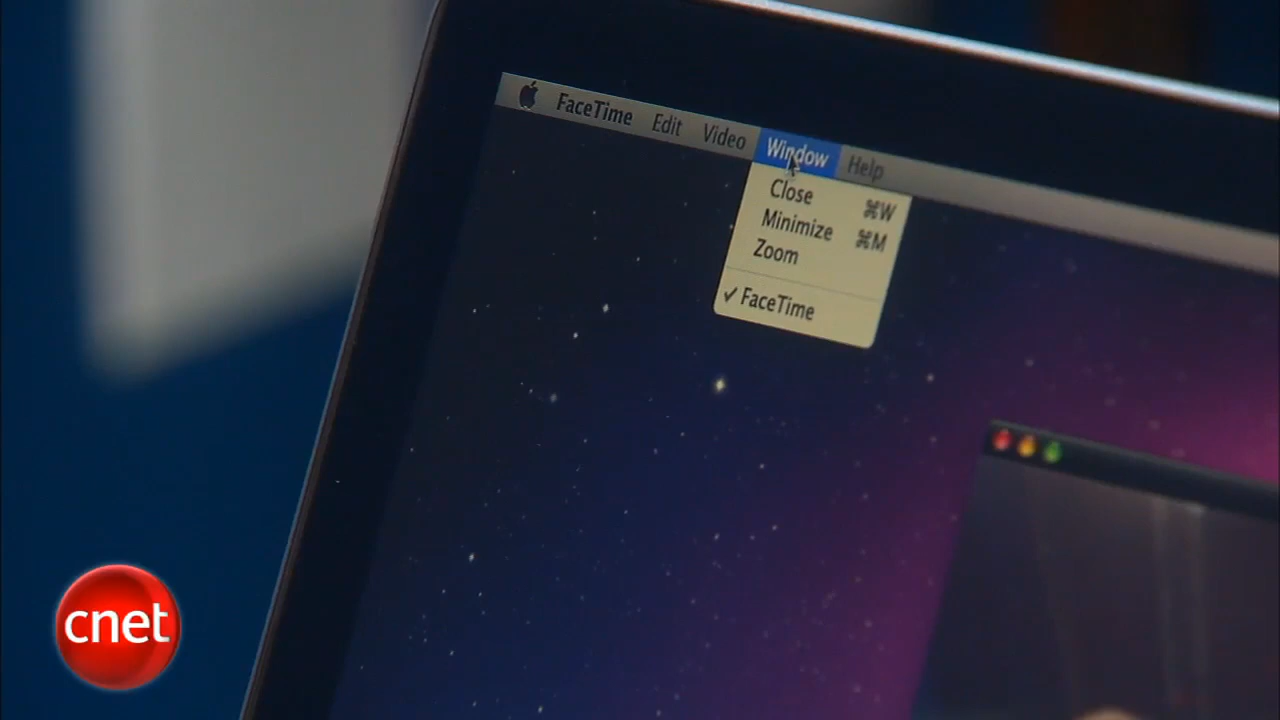 FaceTime Edit Video Window Help
Close ⌘W
Minimize ⌘M
Zoom
✓ FaceTime
cnet